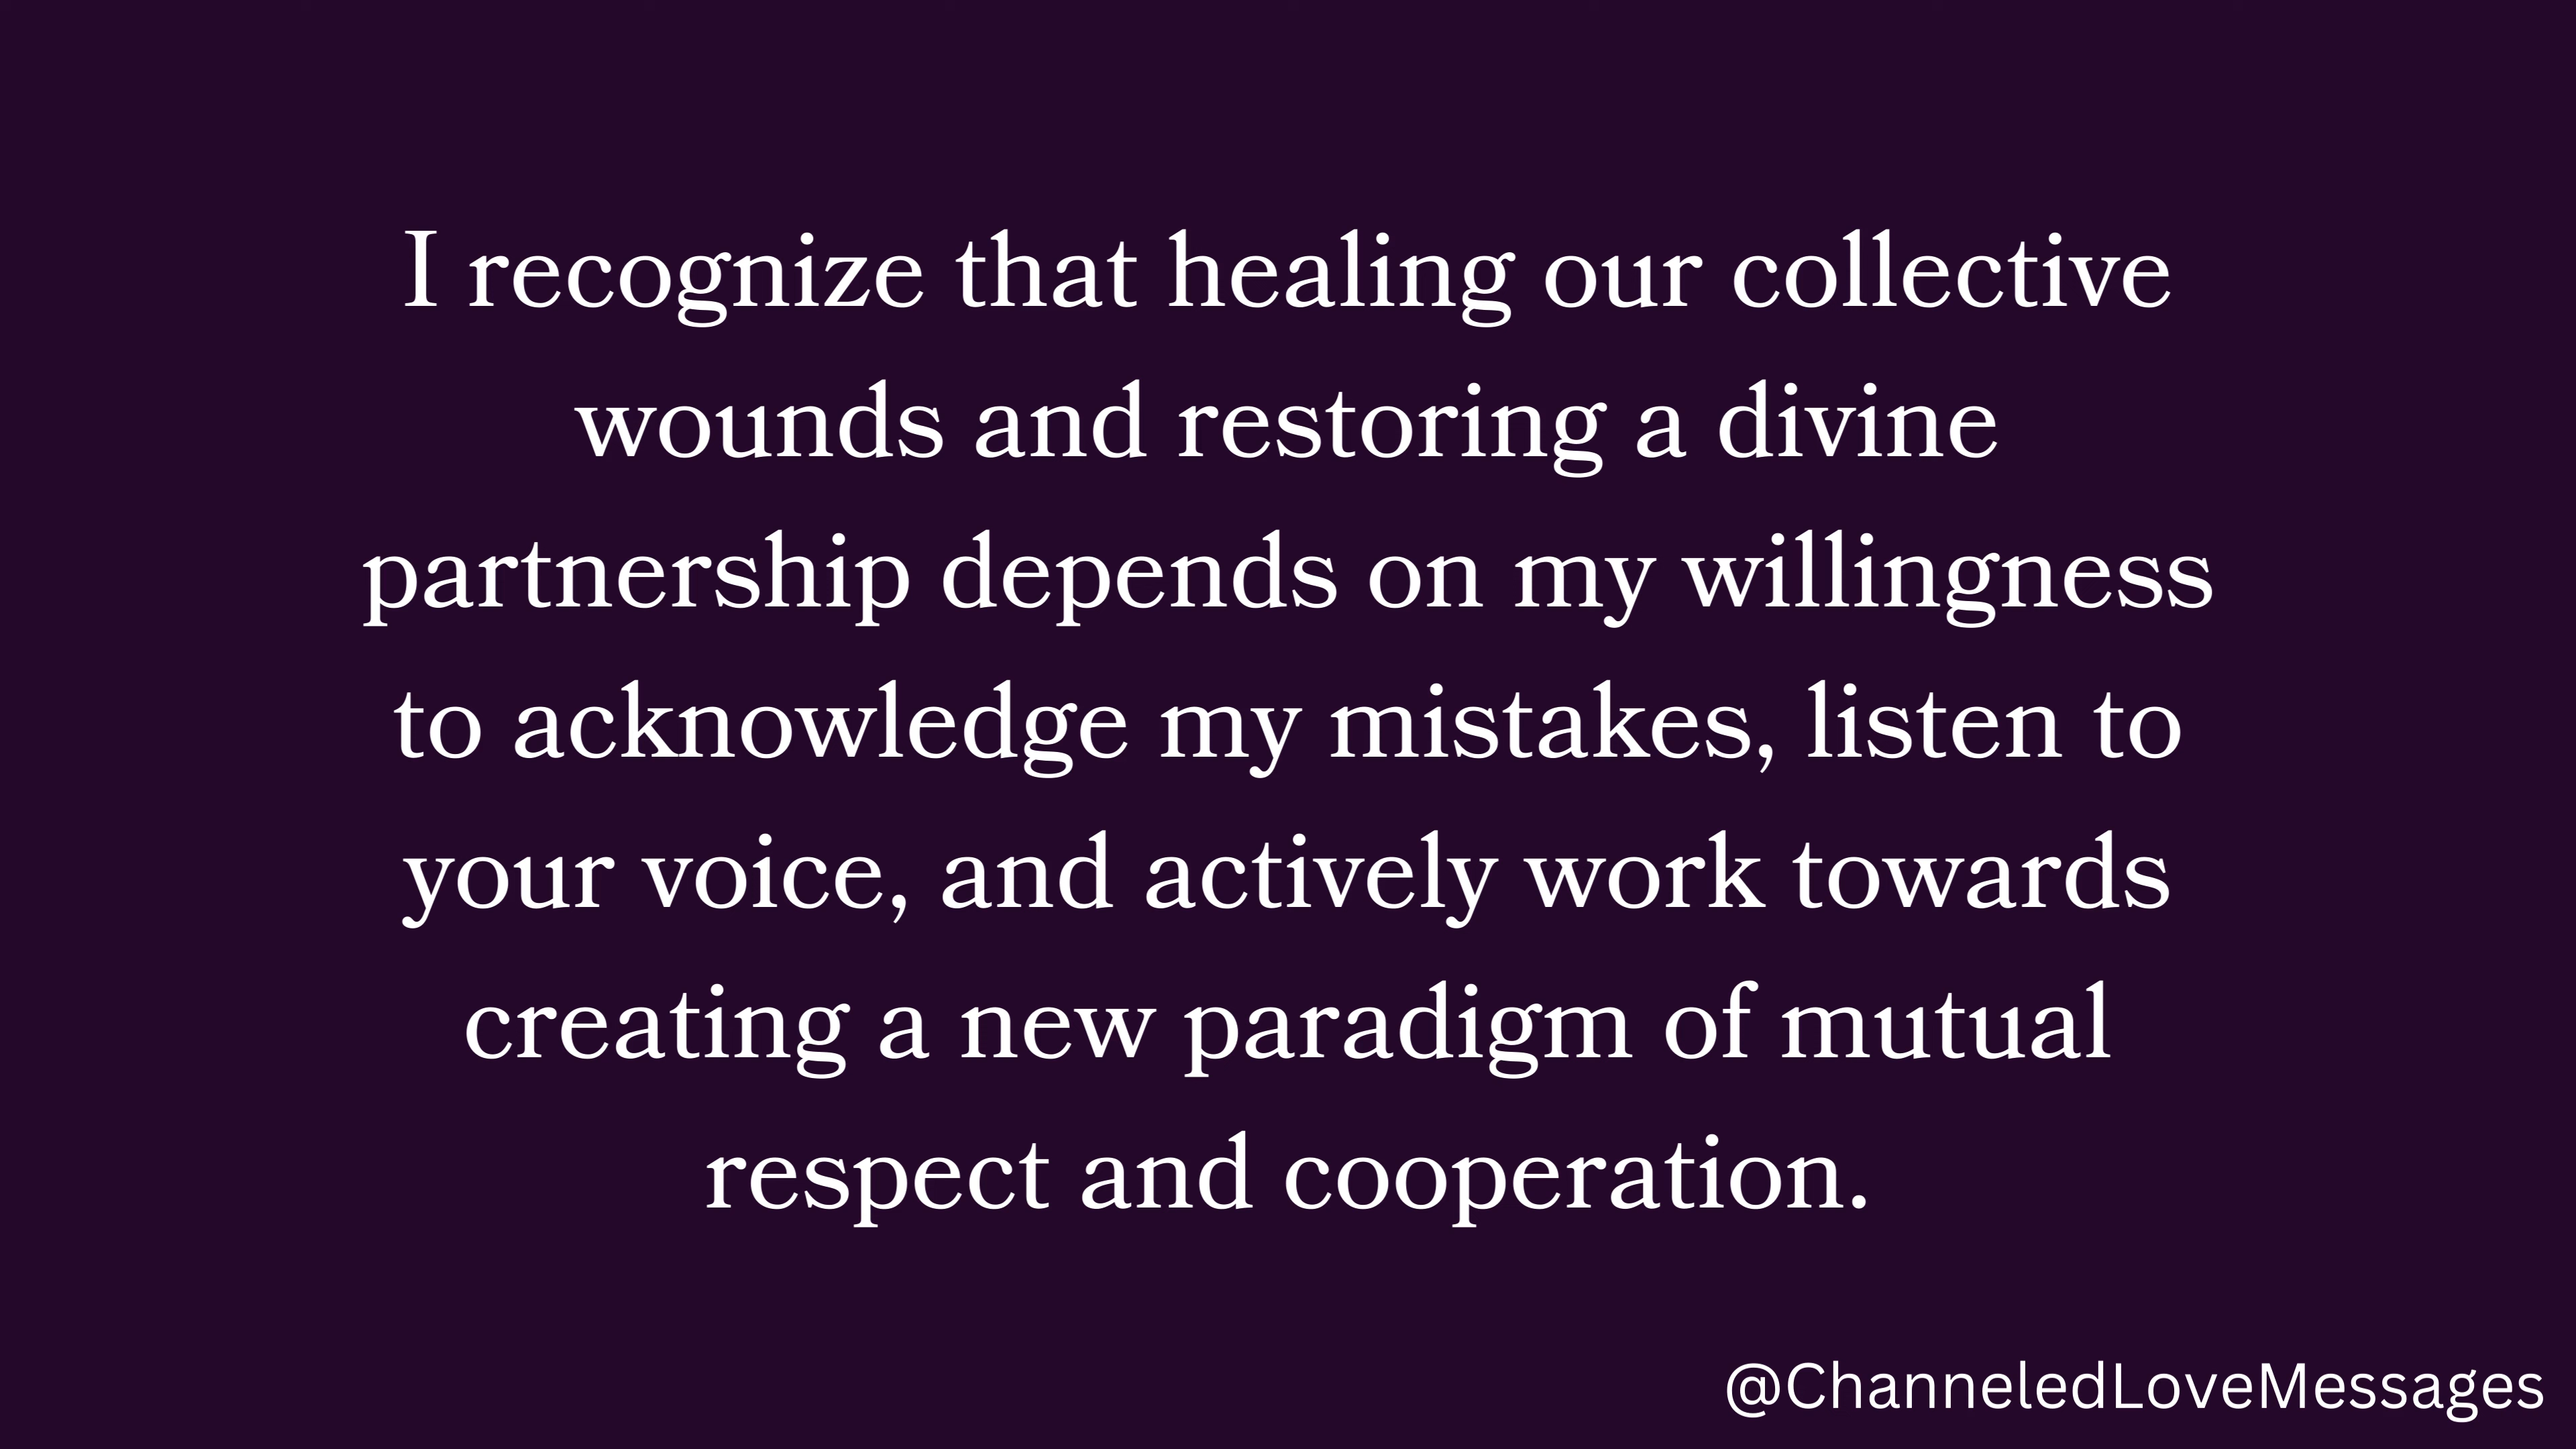 I recognize that healing our collective
wounds and restoring a divine
partnership depends on my willingness
to acknowledge my mistakes, listen to
your voice, and actively work towards
creating a new paradigm of mutual
respect and cooperation.
@ChanneledLoveMessages